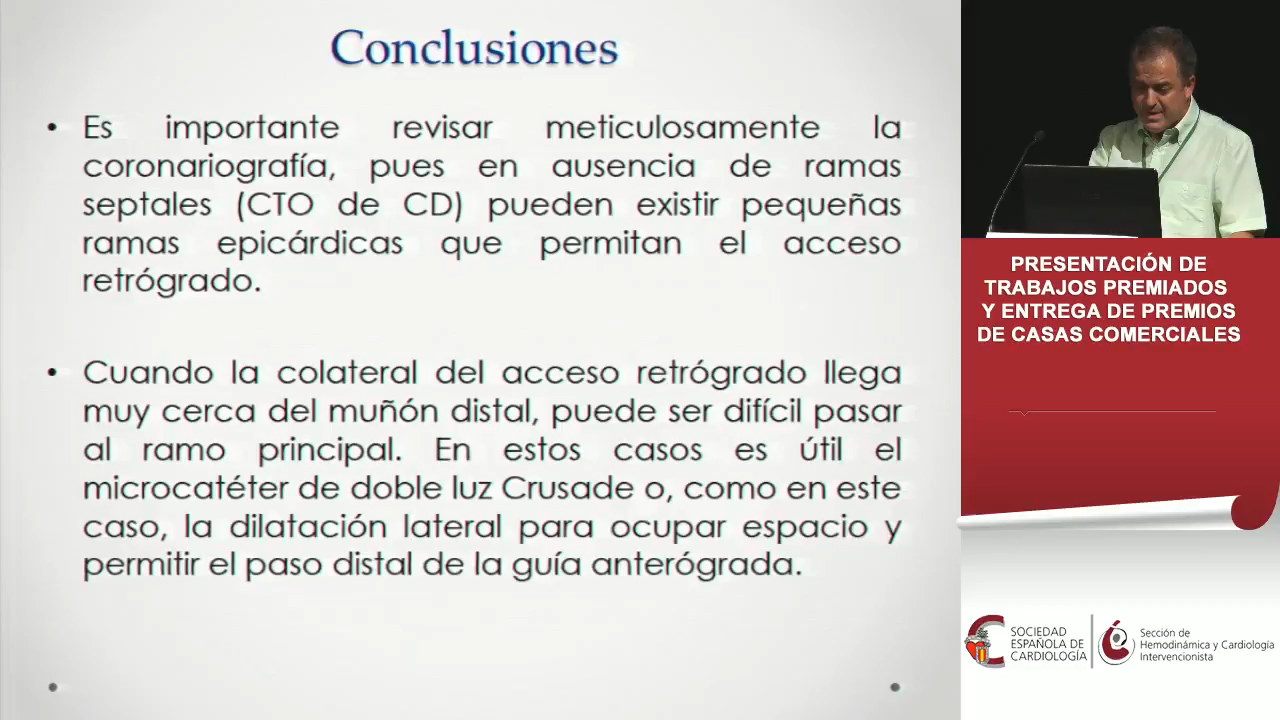 Conclusiones
• Es importante revisar meticulosamente la
coronariografía, pues en ausencia de ramas
septales (CTO de CD) pueden existir pequeñas
ramas epicárdicas que permitan el acceso
retrógrado.
• Cuando la colateral del acceso retrógrado llega
muy cerca del muñón distal, puede ser difícil pasar
al ramo principal. En estos casos es útil el
microcatéter de doble luz Crusade o, como en este
caso, la dilatación lateral para ocupar espacio y
permitir el paso distal de la guía anterógrada.
PRESENTACIÓN DE
TRABAJOS PREMIADOS
Y ENTREGA DE PREMIOS
DE CASAS COMERCIALES
SOCIEDAD
ESPAÑOLA DE
CARDIOLOGÍA
Sección de
Hemodinámica y Cardiología
Intervencionista